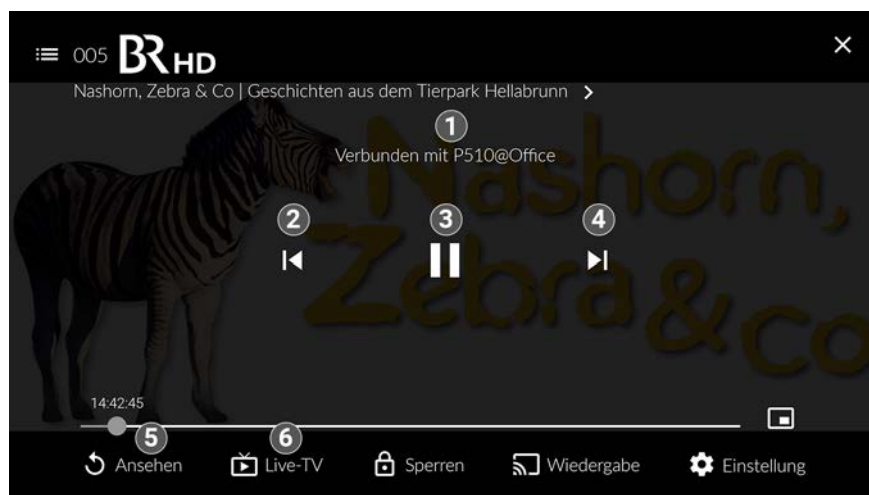 005 BR HD
Nashorn, Zebra & Co | Geschichten aus dem Tierpark Hellabrunn
1
Verbunden mit P510@Office
Nashorn,
2 3 4
Zebra
& Co
14:42:45
5 6
Ansehen Live-TV Sperren Wiedergabe Einstellung